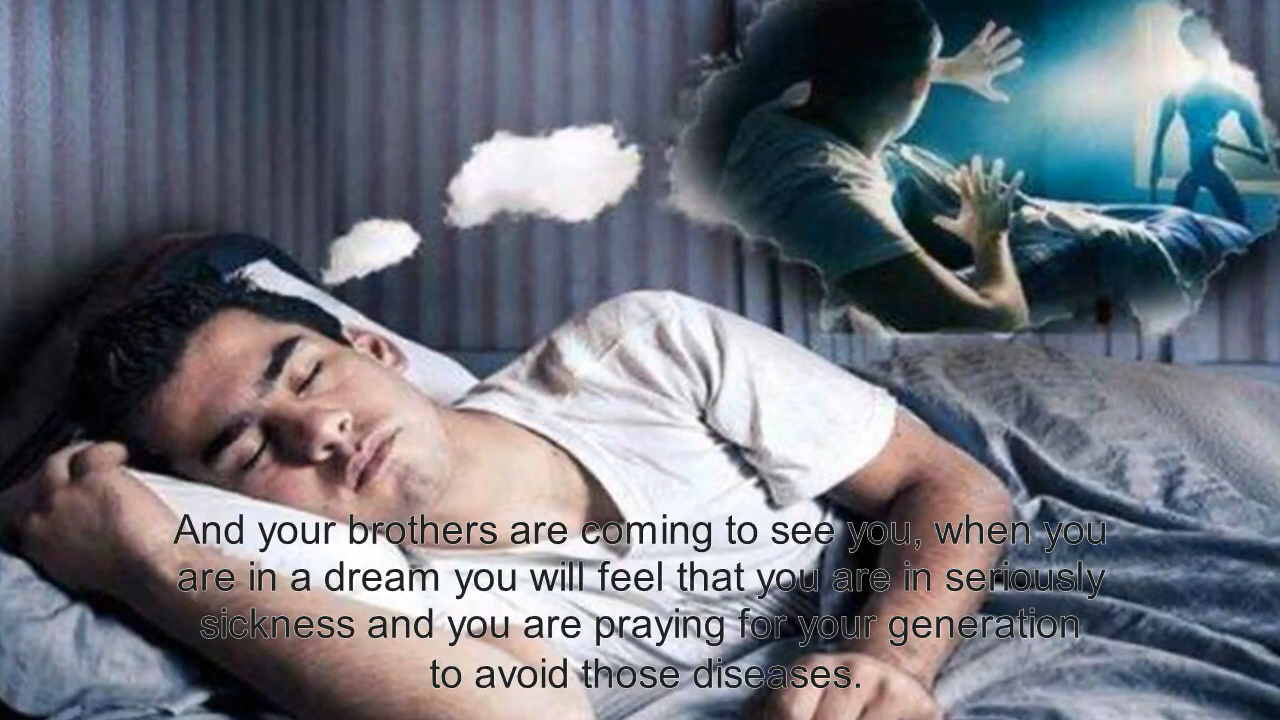 And your brothers are coming to see you, when you
are in a dream you will feel that you are in seriously
sickness and you are praying for your generation
to avoid those diseases.